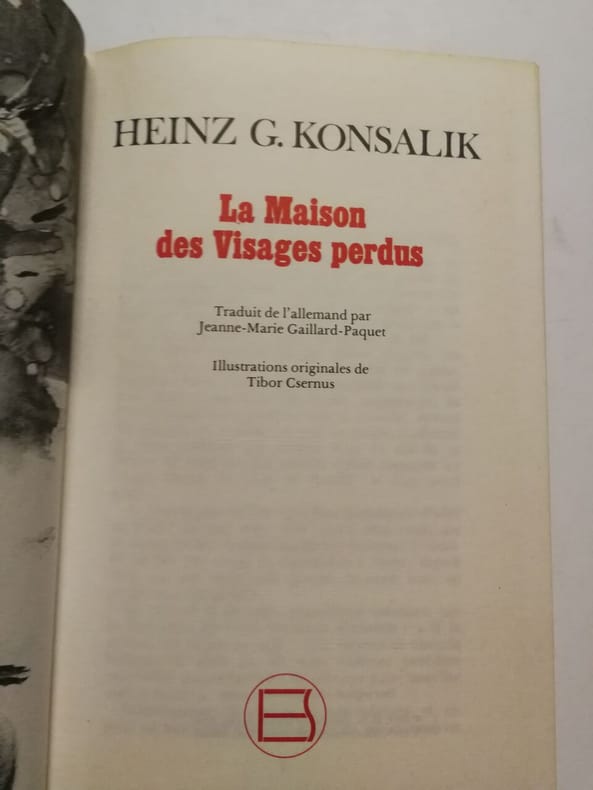 HEINZ G. KONSALIK
La Maison
des Visages perdus
Traduit de l'allemand par
Jeanne-Marie Gaillard-Paquet
Illustrations originales de
Tibor Csernus
ES